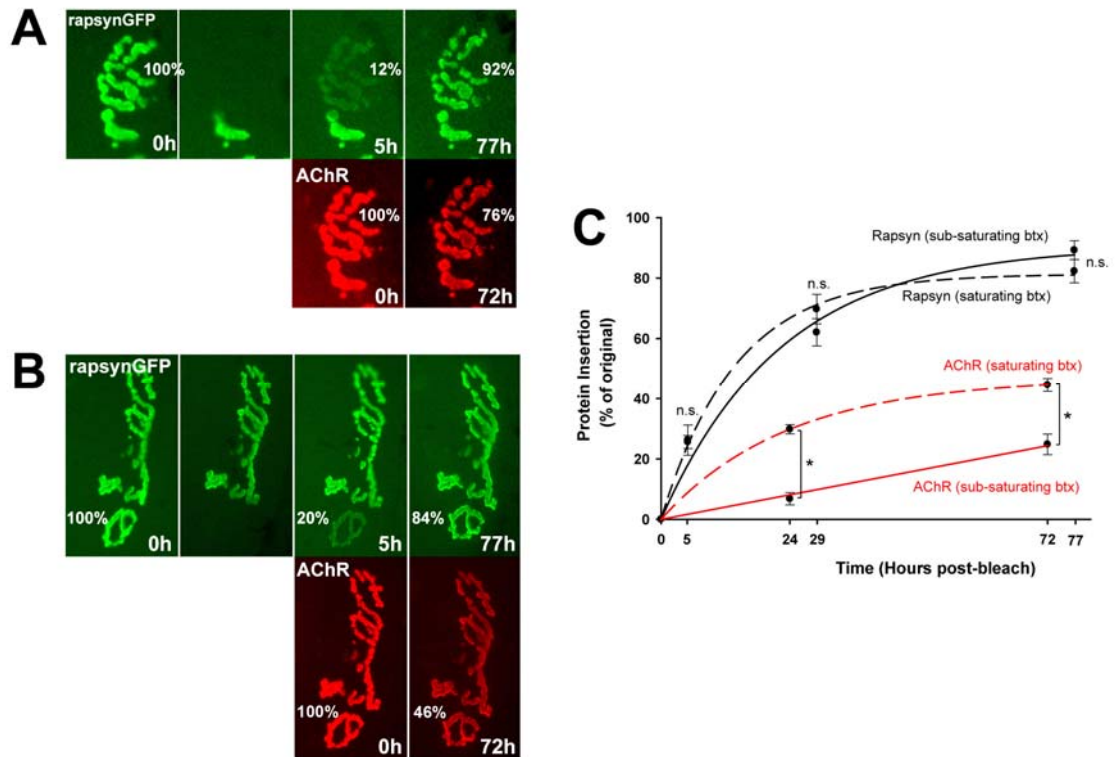 A
rapsynGFP
100%
0h
12%
5h
92%
77h
AChR
100%
0h
76%
72h
B
rapsynGFP
100%
0h
20%
5h
84%
77h
AChR
100%
0h
46%
72h
C
Protein Insertion
(% of original)
100
80
60
40
20
0
Rapsyn (sub-saturating btx)
n.s.
n.s.
Rapsyn (saturating btx)
n.s.
AChR (saturating btx)
*
*
AChR (sub-saturating btx)
0 5 24 29 72 77
Time (Hours post-bleach)